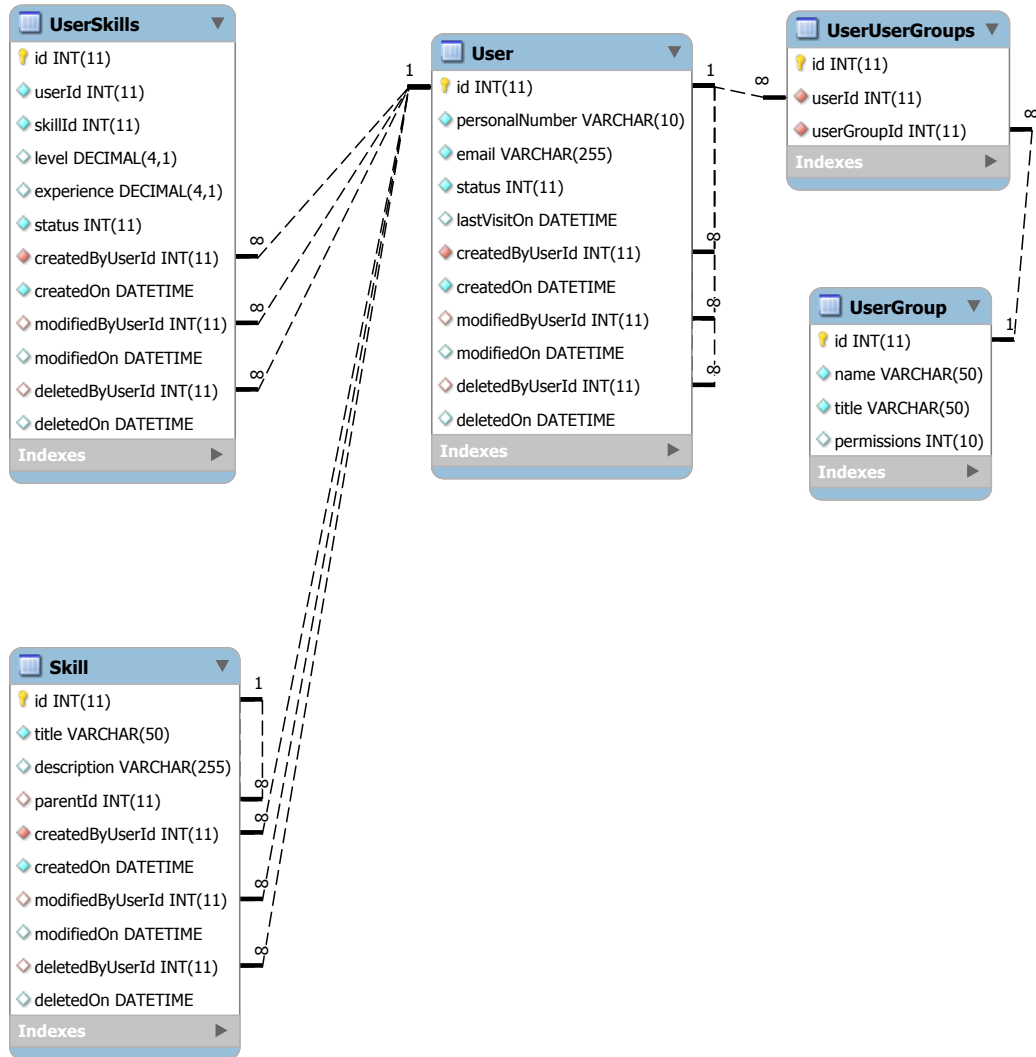 UserSkills
id INT(11)
userId INT(11)
skillId INT(11)
level DECIMAL(4,1)
experience DECIMAL(4,1)
status INT(11)
createdByUserId INT(11)
createdOn DATETIME
modifiedByUserId INT(11)
modifiedOn DATETIME
deletedByUserId INT(11)
deletedOn DATETIME
Indexes
∞
∞
∞
1
User
id INT(11)
personalNumber VARCHAR(10)
email VARCHAR(255)
status INT(11)
lastVisitOn DATETIME
createdByUserId INT(11)
createdOn DATETIME
modifiedByUserId INT(11)
modifiedOn DATETIME
deletedByUserId INT(11)
deletedOn DATETIME
Indexes
1
∞
∞
∞
∞
UserUserGroups
id INT(11)
userId INT(11)
userGroupId INT(11)
Indexes
∞
1
UserGroup
id INT(11)
name VARCHAR(50)
title VARCHAR(50)
permissions INT(10)
Indexes
Skill
id INT(11)
title VARCHAR(50)
description VARCHAR(255)
parentId INT(11)
createdByUserId INT(11)
createdOn DATETIME
modifiedByUserId INT(11)
modifiedOn DATETIME
deletedByUserId INT(11)
deletedOn DATETIME
Indexes
1
∞
∞
∞
∞